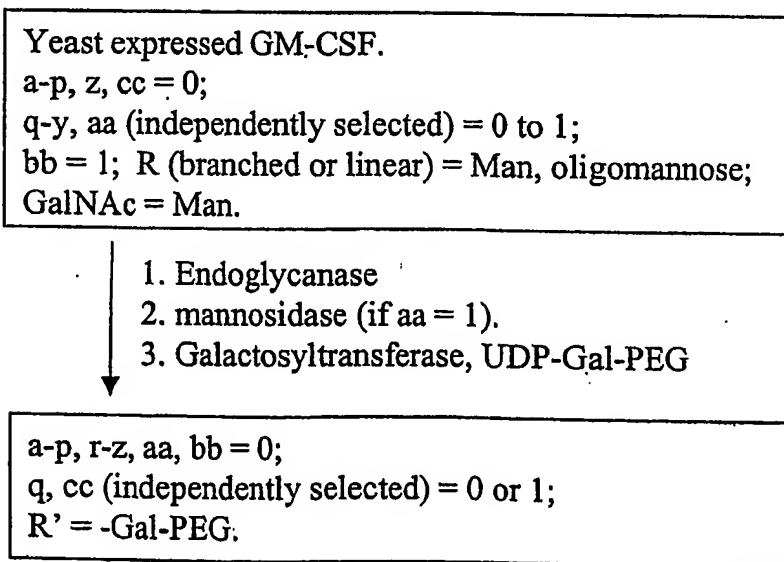 Yeast expressed GM-CSF.
a-p, z, cc = 0;
q-y, aa (independently selected) = 0 to 1;
bb = 1; R (branched or linear) = Man, oligomannose;
GalNAc = Man.
1. Endoglycanase
2. mannosidase (if aa = 1).
3. Galactosyltransferase, UDP-Gal-PEG
a-p, r-z, aa, bb = 0;
q, cc (independently selected) = 0 or 1;
R' = -Gal-PEG.